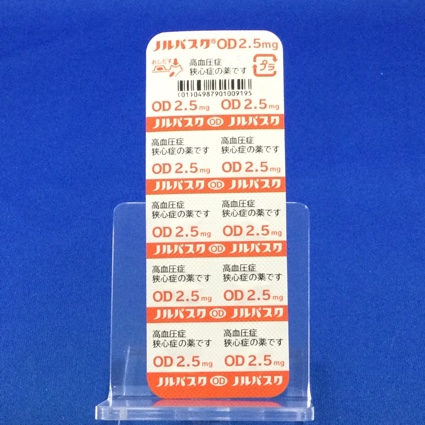 ノルバスク® OD2.5mg
おしだす
高血圧症
狭心症の薬です
プラ
(01)04987901009195
OD 2.5mg OD 2.5mg
ノルバスク OD ノルバスク
高血圧症 高血圧症
狭心症の薬です 狭心症の薬です
OD 2.5mg OD 2.5mg
ノルバスク OD ノルバスク
高血圧症 高血圧症
狭心症の薬です 狭心症の薬です
OD 2.5mg OD 2.5mg
ノルバスク OD ノルバスク
高血圧症 高血圧症
狭心症の薬です 狭心症の薬です
OD 2.5mg OD 2.5mg
ノルバスク OD ノルバスク
高血圧症 高血圧症
狭心症の薬です 狭心症の薬です
OD 2.5mg OD 2.5mg
ノルバスク OD ノルバスク